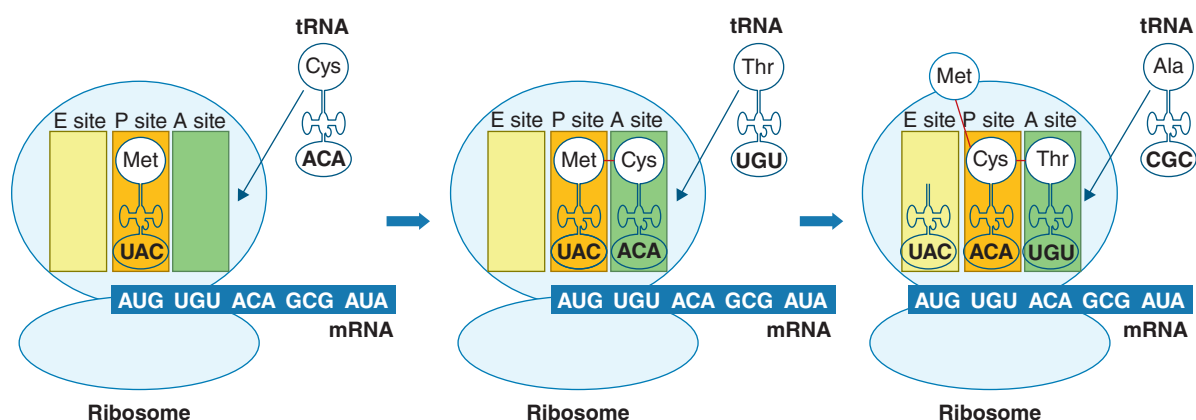 tRNA
Cys
E site P site A site
Met
ACA
UAC
AUG UGU ACA GCG AUA
mRNA
Ribosome
tRNA
Thr
E site P site A site
Met Cys
UGU
UAC ACA
AUG UGU ACA GCG AUA
mRNA
Ribosome
tRNA
Met
Ala
E site P site A site
Cys Thr
CGC
UAC ACA UGU
AUG UGU ACA GCG AUA
mRNA
Ribosome